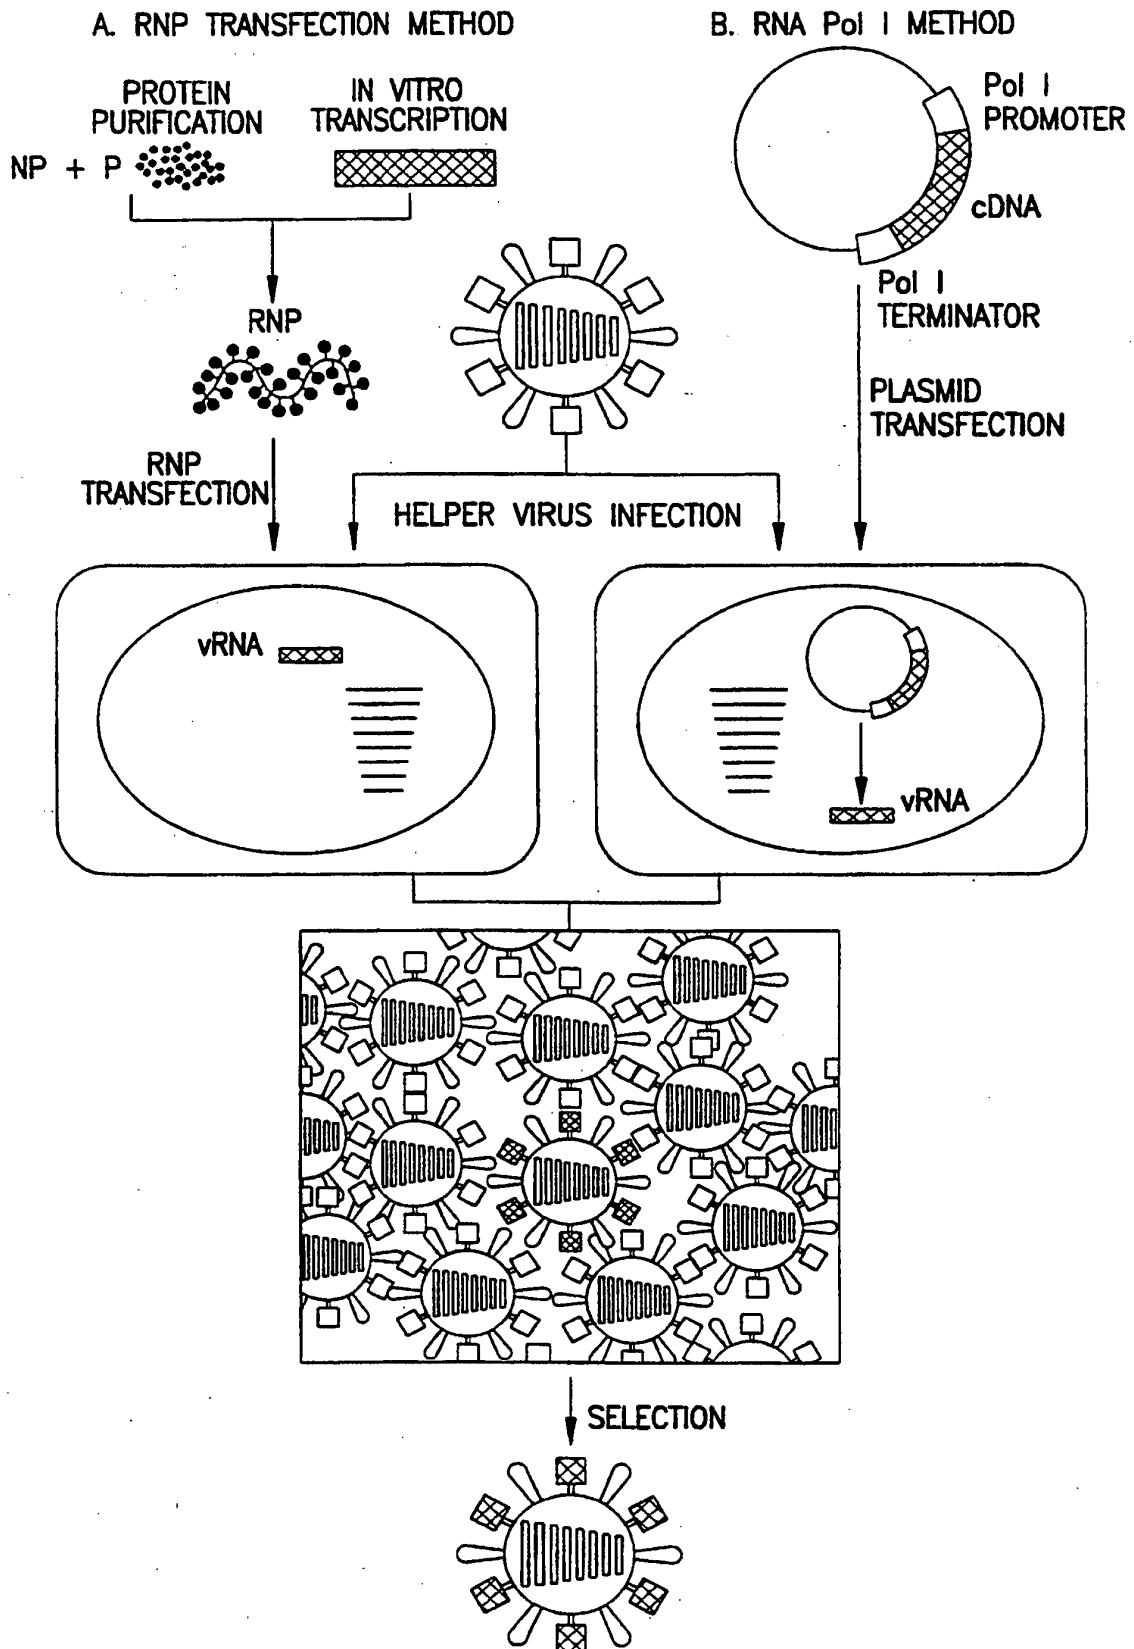 A. RNP TRANSFECTION METHOD
B. RNA Pol I METHOD
PROTEIN
PURIFICATION
IN VITRO
TRANSCRIPTION
NP + P
Pol I
PROMOTER
cDNA
Pol I
TERMINATOR
RNP
PLASMID
TRANSFECTION
RNP
TRANSFECTION
HELPER VIRUS INFECTION
vRNA
vRNA
SELECTION